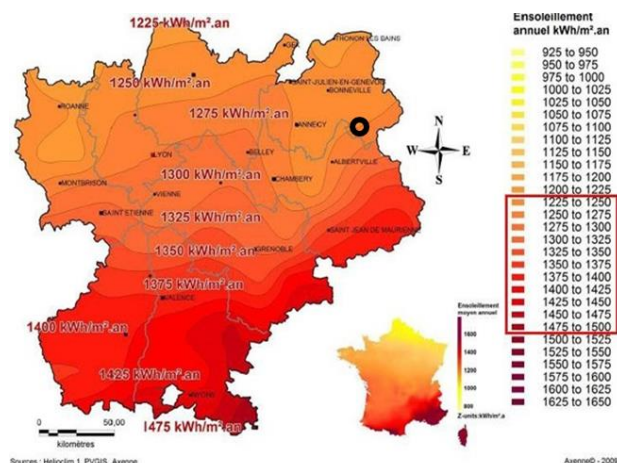 1225 kWh/m².an
Ensoleillement
annuel kWh/m².an
GEX
THONON LES BAINS
925 to 950
950 to 975
975 to 1000
1000 to 1025
1025 to 1050
1050 to 1075
1075 to 1100
1100 to 1125
1125 to 1150
1150 to 1175
1175 to 1200
1200 to 1225
1225 to 1250
1250 to 1275
1275 to 1300
1300 to 1325
1325 to 1350
1350 to 1375
1375 to 1400
1400 to 1425
1425 to 1450
1450 to 1475
1475 to 1500
1500 to 1525
1525 to 1550
1550 to 1575
1575 to 1600
1600 to 1625
1625 to 1650
1250 kWh/m².an
SAINT-JULIEN-EN-GENEVOIS
BONNEVILLE
ROANNE
1275 kWh/m².an
ANNECY
N
W
E
S
LYON
BELLEY
ALBERTVILLE
1300 kWh/m².an
CHAMBERY
MONTBRISON
VIENNE
SAINT ETIENNE
1325 kWh/m².an
SAINT JEAN DE MAURIENNE
1350 kWh/m².an
GRENOBLE
1375 kWh/m².an
VALENCE
1400 kWh/m².an
1425 kWh/m².an
NYONS
1475 kWh/m².an
Ensoleillement
moyen annuel
1600
1400
1200
1000
800
Z-units:kWh/m².a
0
50,00
kilomètres
Sources : Helioclim 1, PVGIS, Axenne
Axenne© - 2009